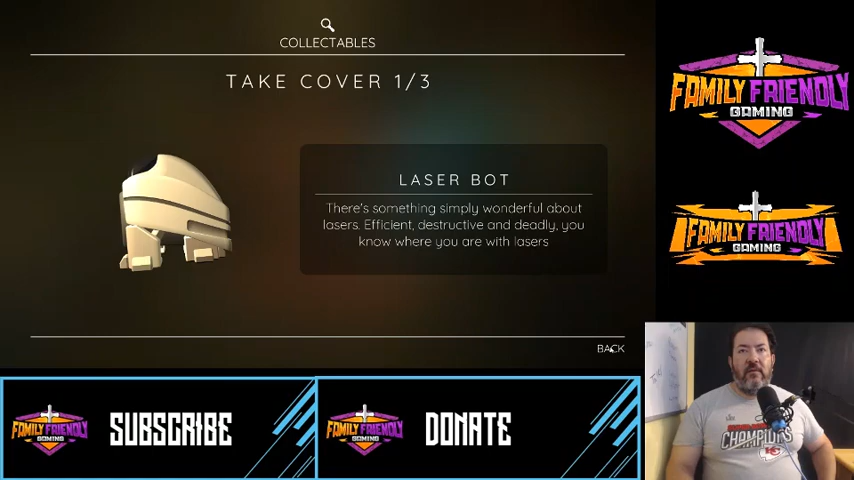 COLLECTABLES
TAKE COVER 1/3
LASER BOT
There's something simply wonderful about
lasers. Efficient, destructive and deadly, you
know where you are with lasers
BACK
FAMILY FRIENDLY
GAMING
FAMILY FRIENDLY
GAMING
FAMILY FRIENDLY
GAMING
SUBSCRIBE
FAMILY FRIENDLY
GAMING
DONATE
CHAMPIONS
KC